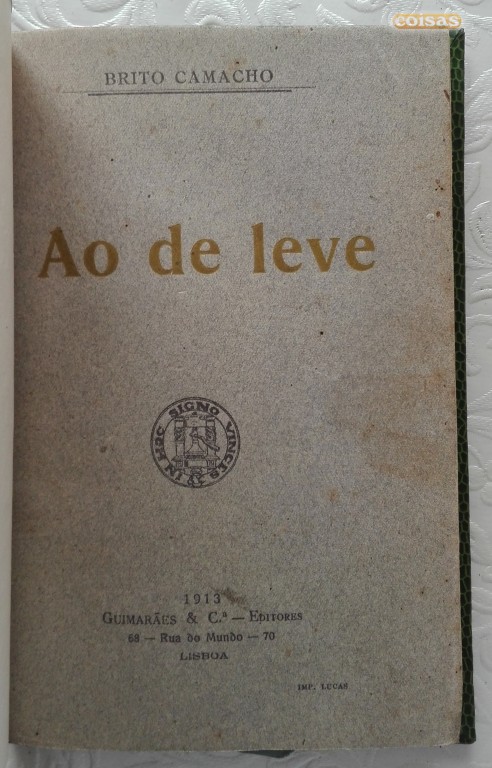 coisas
BRITO CAMACHO
Ao de leve
IN HOC SIGNO VINCES
1913
GUIMARÃES & C.ª — EDITORES
68 — Rua do Mundo — 70
LISBOA
IMP. LUCAS